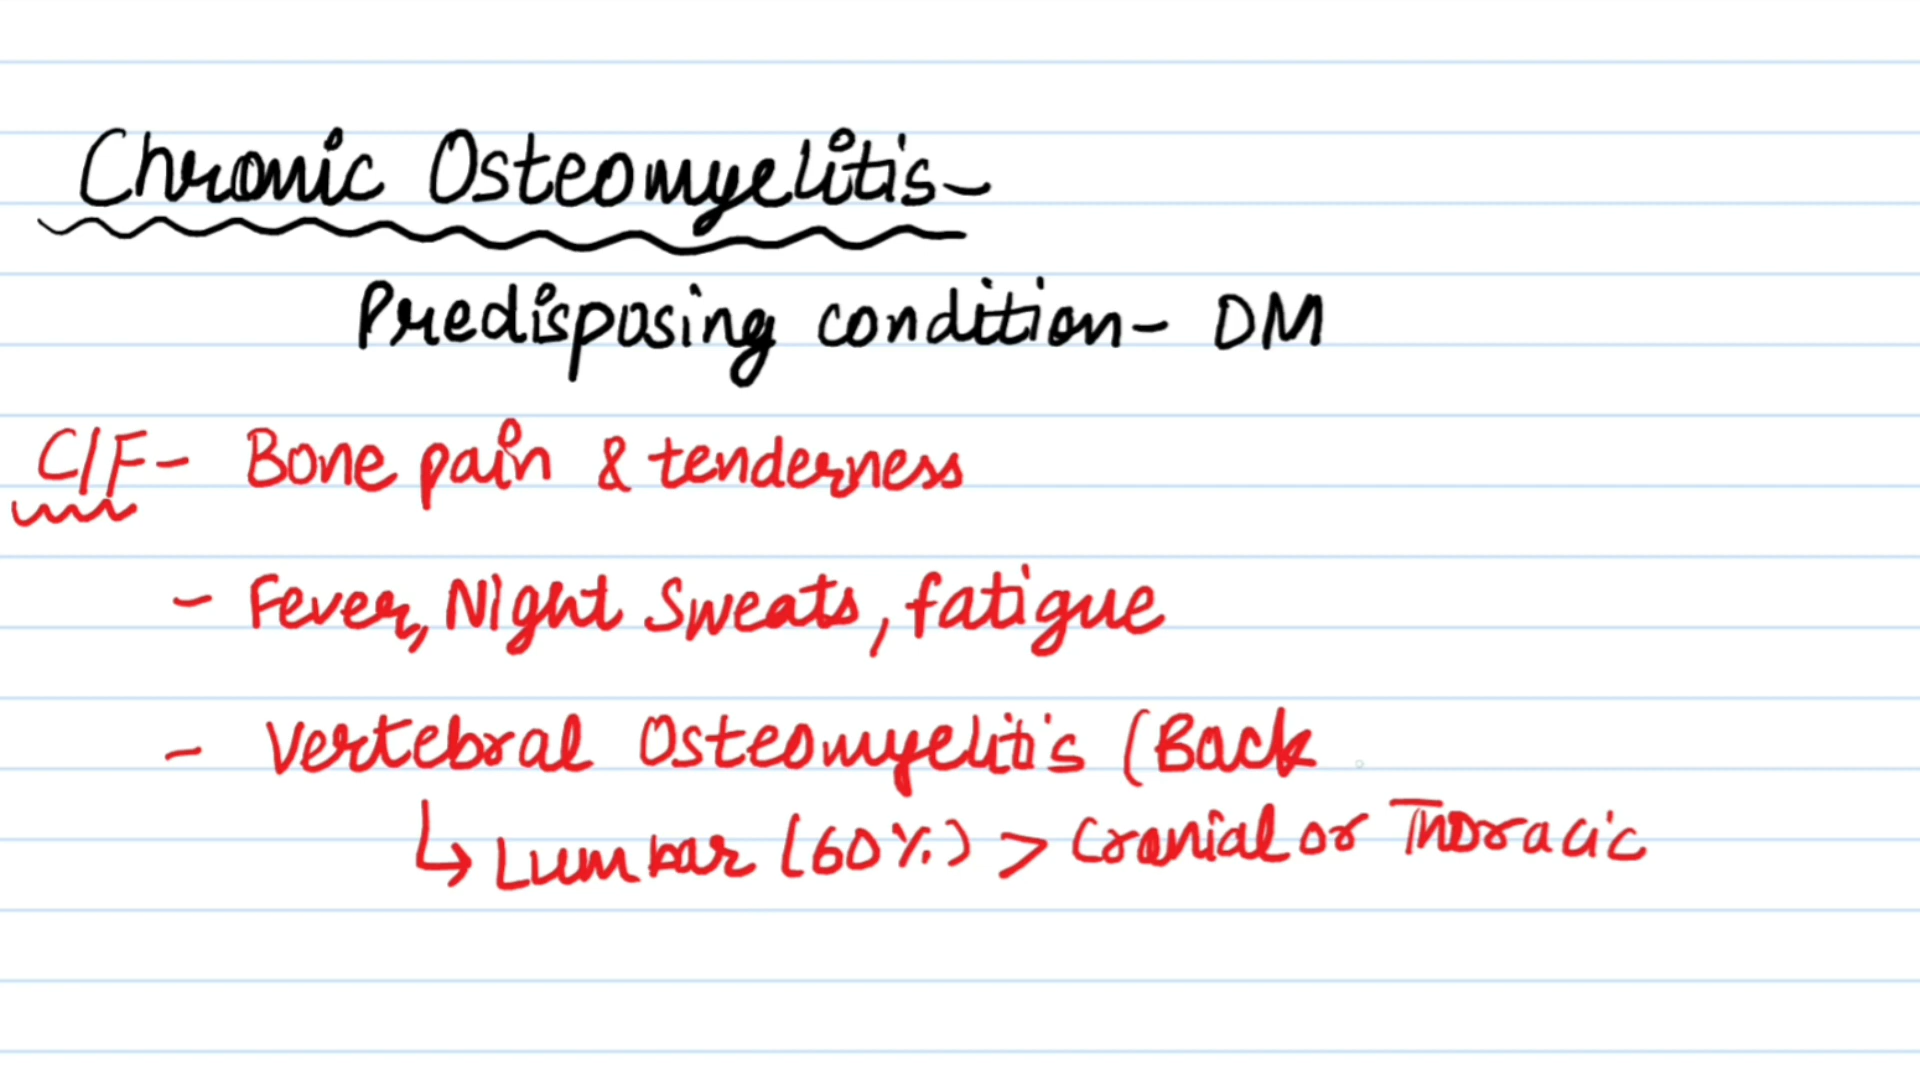 Chronic Osteomyelitis-
Predisposing condition- DM
C/F- Bone pain & tenderness
- Fever, Night Sweats, fatigue
- Vertebral Osteomyelitis (Back
↳ Lumbar (60%) > Cranial or Thoracic